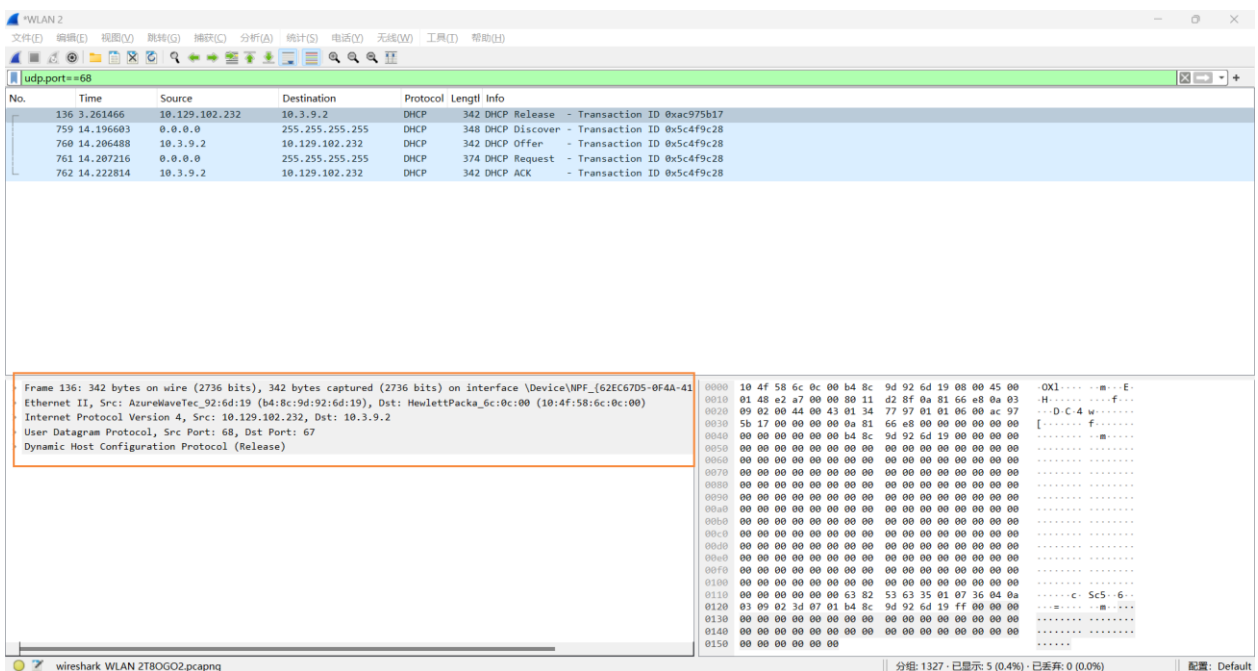 *WLAN 2
文件(F) 编辑(E) 视图(V) 跳转(G) 捕获(C) 分析(A) 统计(S) 电话(Y) 无线(W) 工具(T) 帮助(H)
udp.port==68
No. Time Source Destination Protocol Lengtl Info
136 3.261466 10.129.102.232 10.3.9.2 DHCP 342 DHCP Release - Transaction ID 0xac975b17
759 14.196603 0.0.0.0 255.255.255.255 DHCP 348 DHCP Discover - Transaction ID 0x5c4f9c28
760 14.206488 10.3.9.2 10.129.102.232 DHCP 342 DHCP Offer - Transaction ID 0x5c4f9c28
761 14.207216 0.0.0.0 255.255.255.255 DHCP 374 DHCP Request - Transaction ID 0x5c4f9c28
762 14.222814 10.3.9.2 10.129.102.232 DHCP 342 DHCP ACK - Transaction ID 0x5c4f9c28
Frame 136: 342 bytes on wire (2736 bits), 342 bytes captured (2736 bits) on interface \Device\NPF_{62EC67D5-0F4A-41
Ethernet II, Src: AzureWaveTec_92:6d:19 (b4:8c:9d:92:6d:19), Dst: HewlettPacka_6c:0c:00 (10:4f:58:6c:0c:00)
Internet Protocol Version 4, Src: 10.129.102.232, Dst: 10.3.9.2
User Datagram Protocol, Src Port: 68, Dst Port: 67
Dynamic Host Configuration Protocol (Release)
0000 10 4f 58 6c 0c 00 b4 8c 9d 92 6d 19 08 00 45 00 ·OXl···· ··m···E·
0010 01 48 e2 a7 00 00 80 11 d2 8f 0a 81 66 e8 0a 03 ·H······ ····f···
0020 09 02 00 44 00 43 01 34 77 97 01 01 06 00 ac 97 ···D·C·4 w·······
0030 5b 17 00 00 00 00 0a 81 66 e8 00 00 00 00 00 00 [······· f·······
0040 00 00 00 00 00 00 b4 8c 9d 92 6d 19 00 00 00 00 ········ ··m·····
0050 00 00 00 00 00 00 00 00 00 00 00 00 00 00 00 00 ········ ········
0060 00 00 00 00 00 00 00 00 00 00 00 00 00 00 00 00 ········ ········
0070 00 00 00 00 00 00 00 00 00 00 00 00 00 00 00 00 ········ ········
0080 00 00 00 00 00 00 00 00 00 00 00 00 00 00 00 00 ········ ········
0090 00 00 00 00 00 00 00 00 00 00 00 00 00 00 00 00 ········ ········
00a0 00 00 00 00 00 00 00 00 00 00 00 00 00 00 00 00 ········ ········
00b0 00 00 00 00 00 00 00 00 00 00 00 00 00 00 00 00 ········ ········
00c0 00 00 00 00 00 00 00 00 00 00 00 00 00 00 00 00 ········ ········
00d0 00 00 00 00 00 00 00 00 00 00 00 00 00 00 00 00 ········ ········
00e0 00 00 00 00 00 00 00 00 00 00 00 00 00 00 00 00 ········ ········
00f0 00 00 00 00 00 00 00 00 00 00 00 00 00 00 00 00 ········ ········
0100 00 00 00 00 00 00 00 00 00 00 00 00 00 00 00 00 ········ ········
0110 00 00 00 00 00 00 63 82 53 63 35 01 07 36 04 0a ······c· Sc5··6··
0120 03 09 02 3d 07 01 b4 8c 9d 92 6d 19 ff 00 00 00 ···=···· ··m·····
0130 00 00 00 00 00 00 00 00 00 00 00 00 00 00 00 00 ········ ········
0140 00 00 00 00 00 00 00 00 00 00 00 00 00 00 00 00 ········ ········
0150 00 00 00 00 00 00 ······
wireshark_WLAN 2T8OGO2.pcapng 分组: 1327 · 已显示: 5 (0.4%) · 已丢弃: 0 (0.0%) 配置: Default